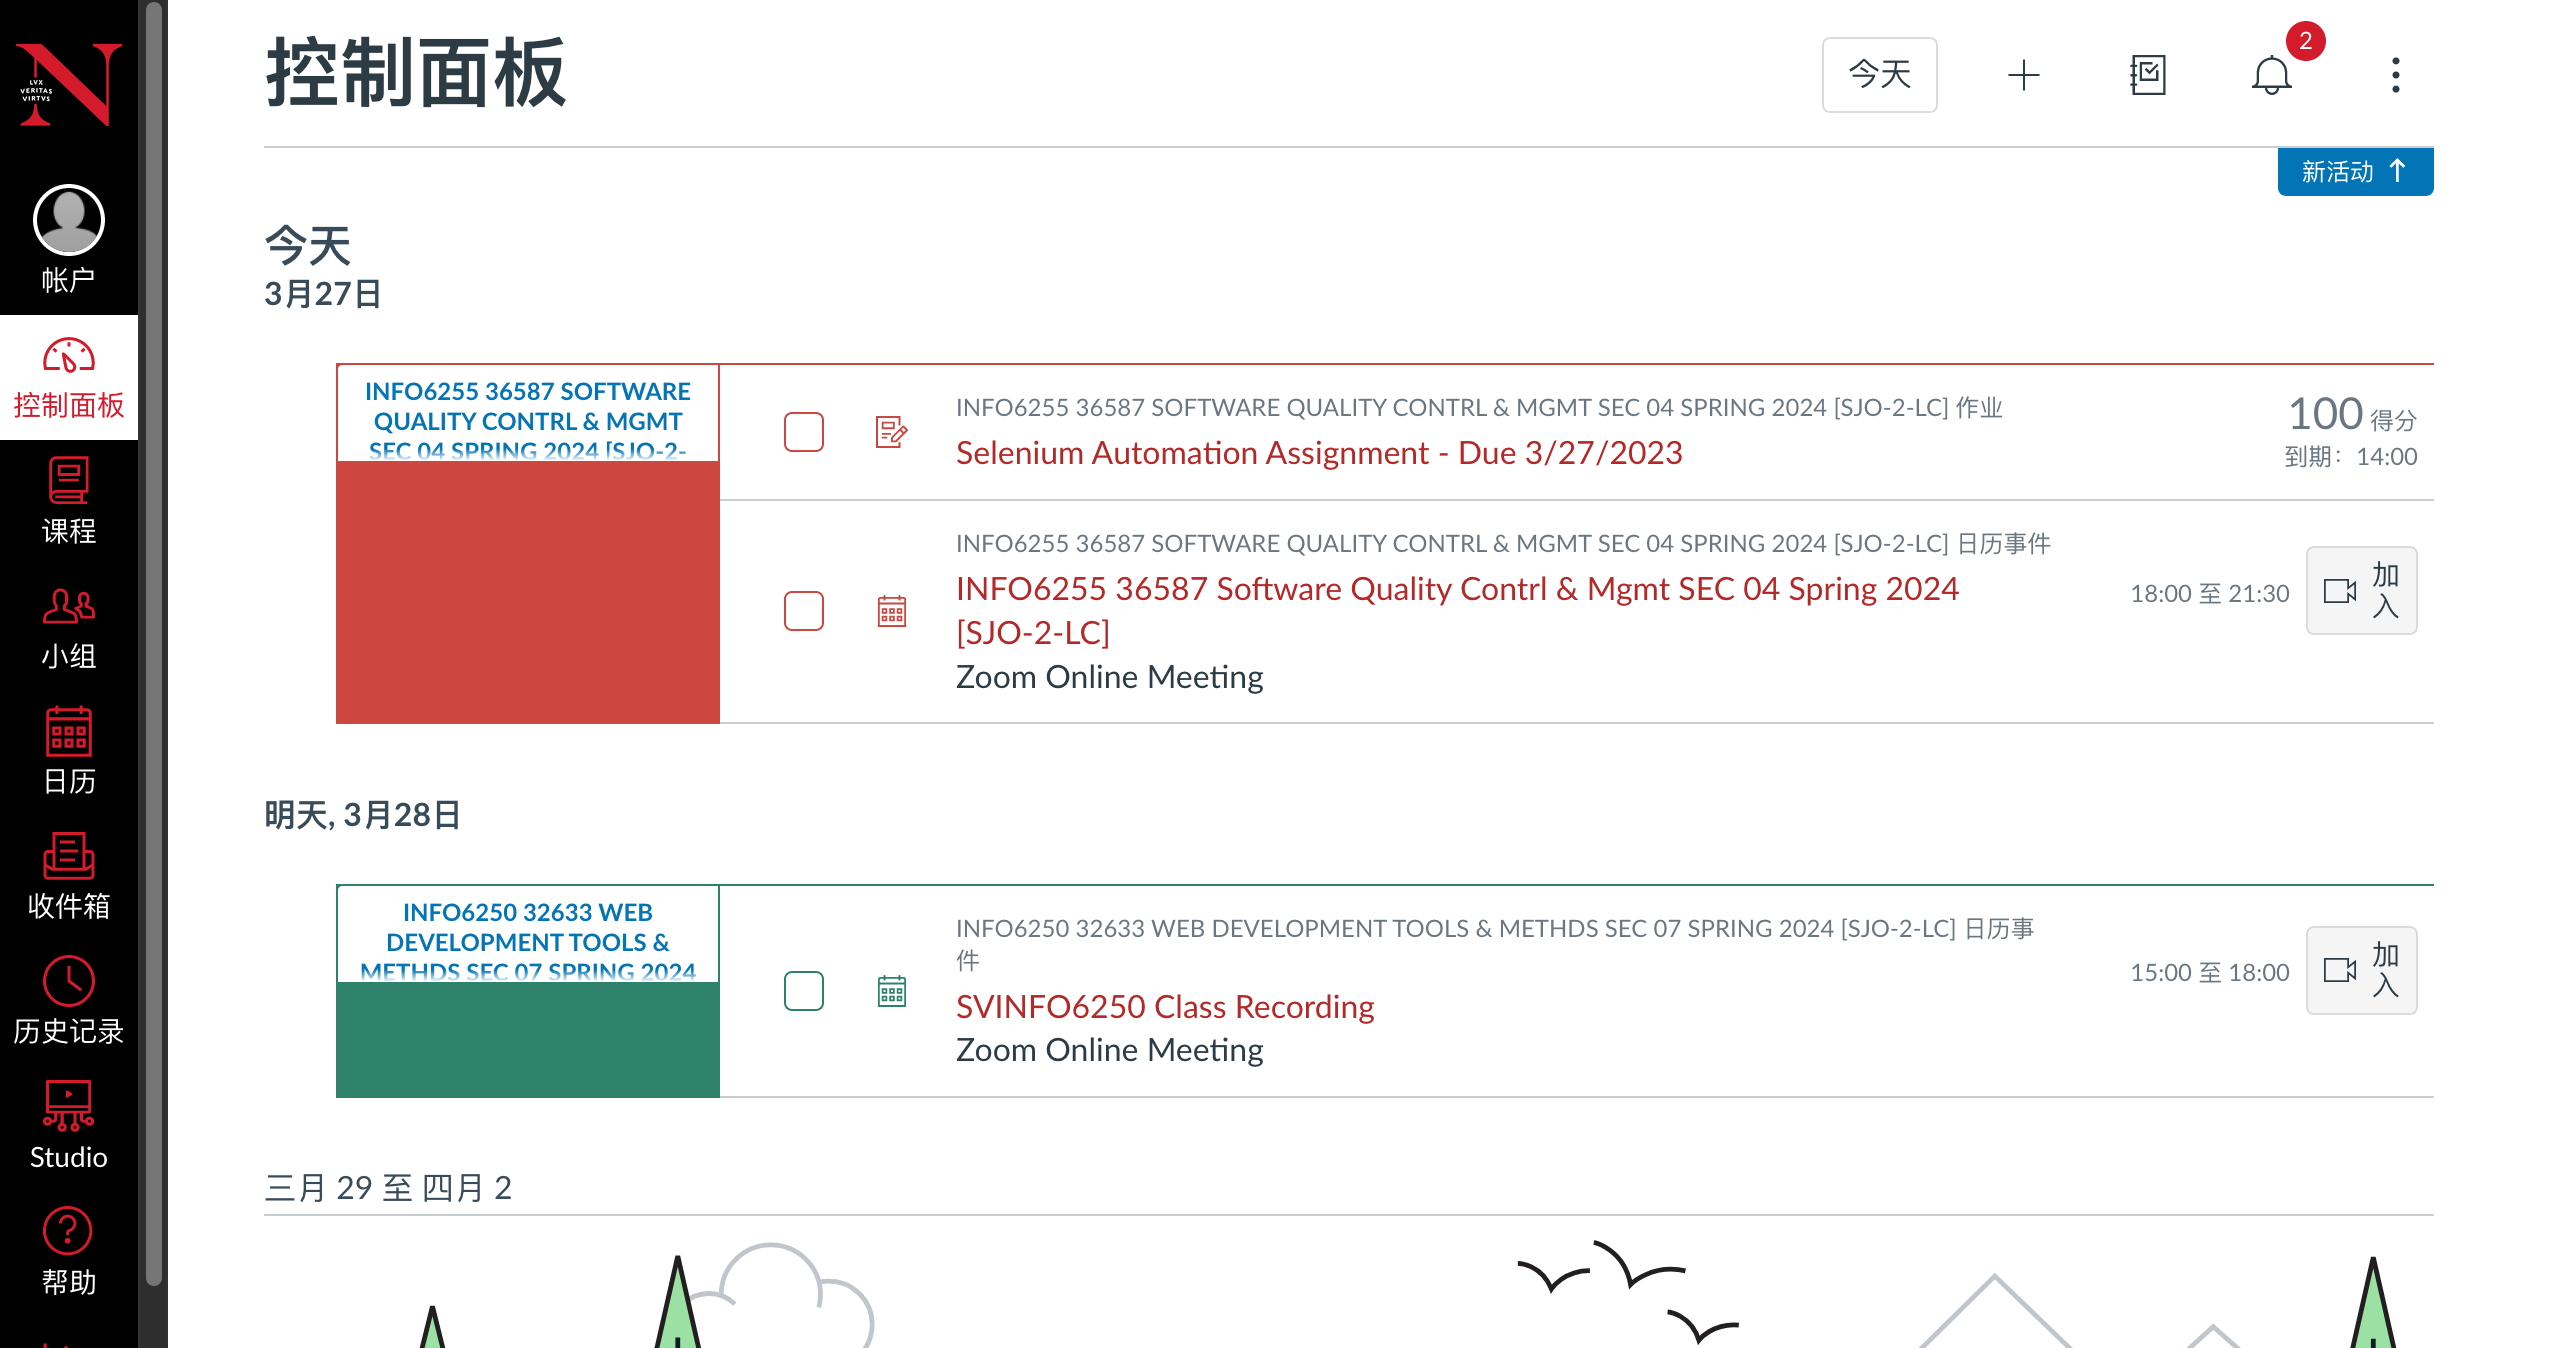 LVX
VERITAS
VIRTVS
帐户
控制面板
课程
小组
日历
收件箱
历史记录
Studio
帮助
控制面板
今天
2
新活动
今天
3月27日
INFO6255 36587 SOFTWARE
QUALITY CONTRL & MGMT
SEC 04 SPRING 2024 [SJO-2-
INFO6255 36587 SOFTWARE QUALITY CONTRL & MGMT SEC 04 SPRING 2024 [SJO-2-LC] 作业
Selenium Automation Assignment - Due 3/27/2023
100 得分
到期：14:00
INFO6255 36587 SOFTWARE QUALITY CONTRL & MGMT SEC 04 SPRING 2024 [SJO-2-LC] 日历事件
INFO6255 36587 Software Quality Contrl & Mgmt SEC 04 Spring 2024
[SJO-2-LC]
Zoom Online Meeting
18:00 至 21:30
加
入
明天, 3月28日
INFO6250 32633 WEB
DEVELOPMENT TOOLS &
METHDS SEC 07 SPRING 2024
INFO6250 32633 WEB DEVELOPMENT TOOLS & METHDS SEC 07 SPRING 2024 [SJO-2-LC] 日历事
件
SVINFO6250 Class Recording
Zoom Online Meeting
15:00 至 18:00
加
入
三月 29 至 四月 2